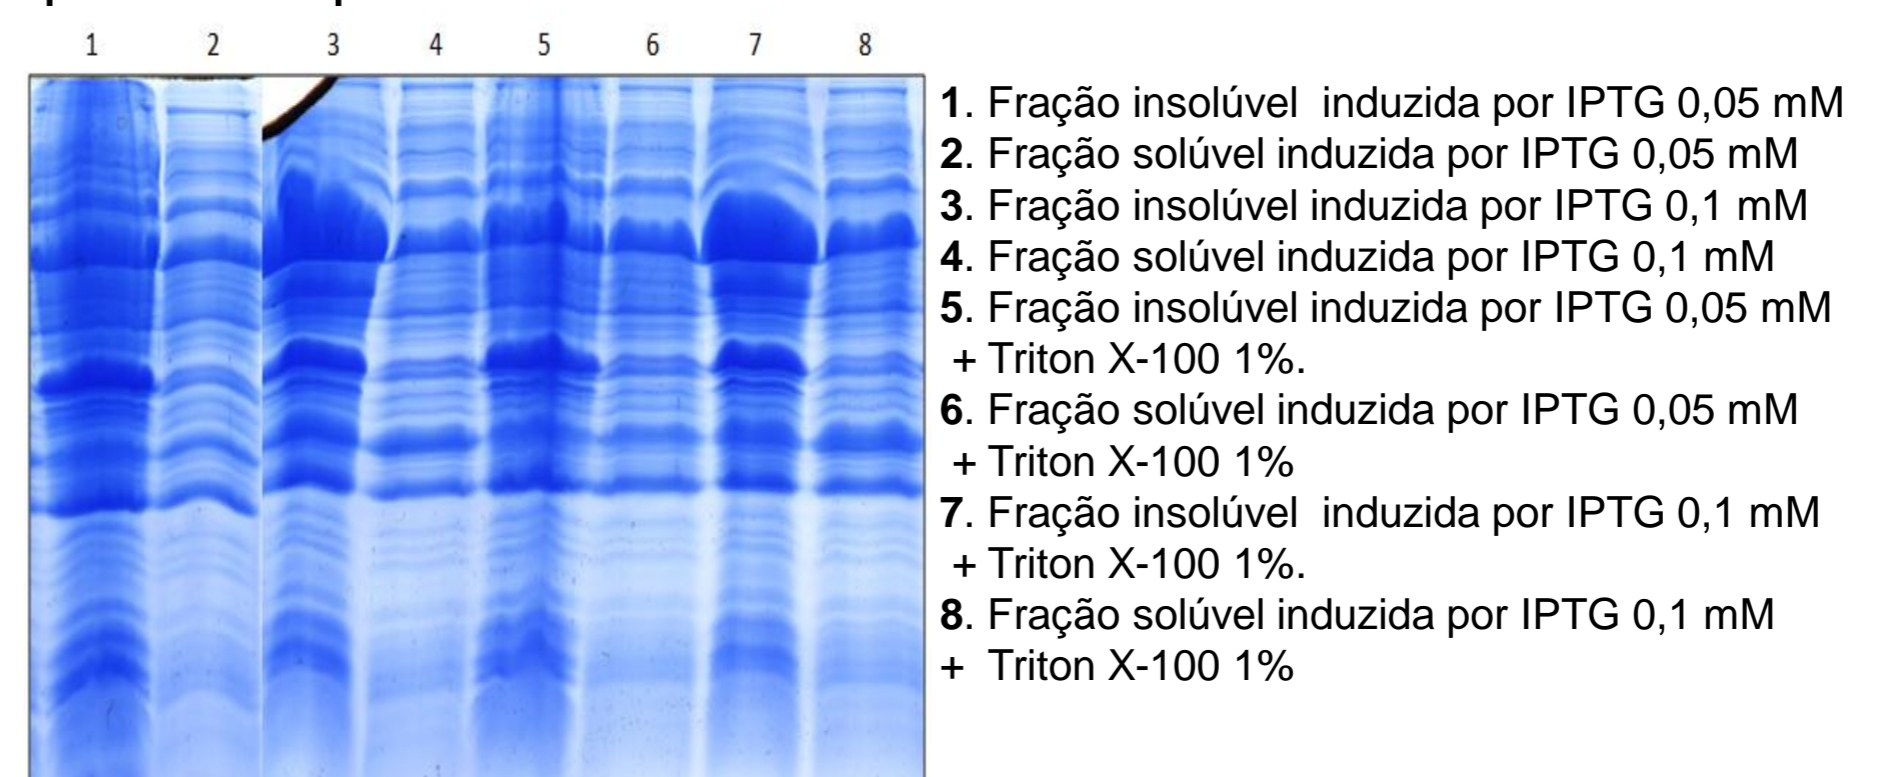 1 2 3 4 5 6 7 8
1. Fração insolúvel induzida por IPTG 0,05 mM
2. Fração solúvel induzida por IPTG 0,05 mM
3. Fração insolúvel induzida por IPTG 0,1 mM
4. Fração solúvel induzida por IPTG 0,1 mM
5. Fração insolúvel induzida por IPTG 0,05 mM
+ Triton X-100 1%.
6. Fração solúvel induzida por IPTG 0,05 mM
+ Triton X-100 1%
7. Fração insolúvel induzida por IPTG 0,1 mM
+ Triton X-100 1%.
8. Fração solúvel induzida por IPTG 0,1 mM
+ Triton X-100 1%